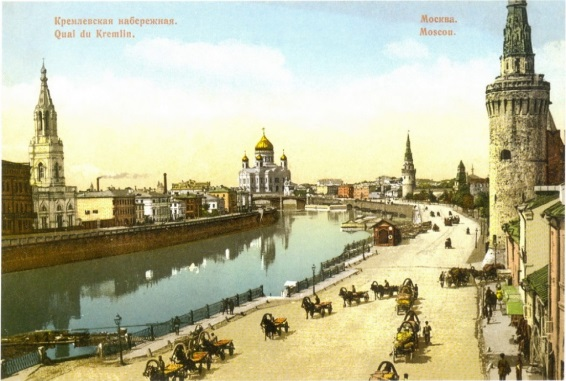 Кремлевская набережная.
Quai du Kremlin.
Москва.
Moscou.